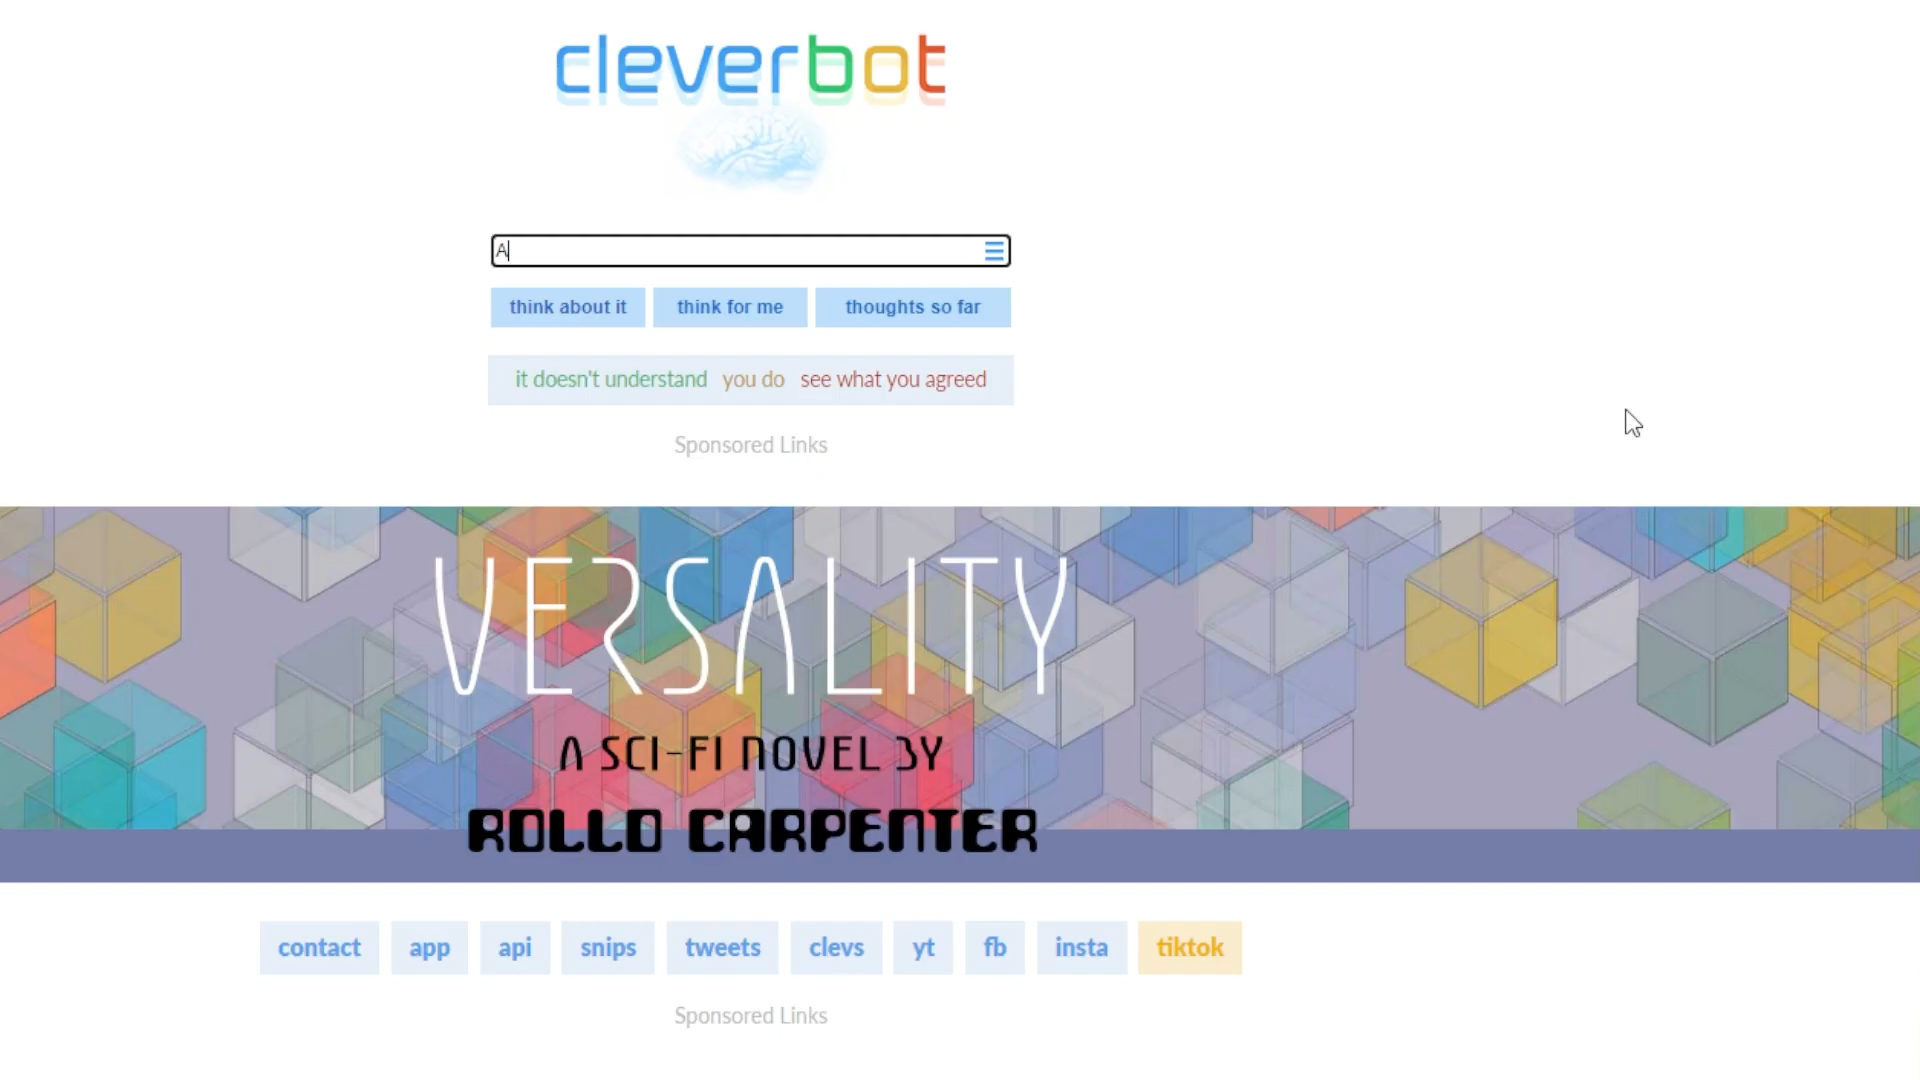 cleverbot
A
think about it think for me thoughts so far
it doesn't understand you do see what you agreed
Sponsored Links
VERSALITY
A SCI-FI NOVEL BY
ROLLO CARPENTER
contact app api snips tweets clevs yt fb insta tiktok
Sponsored Links